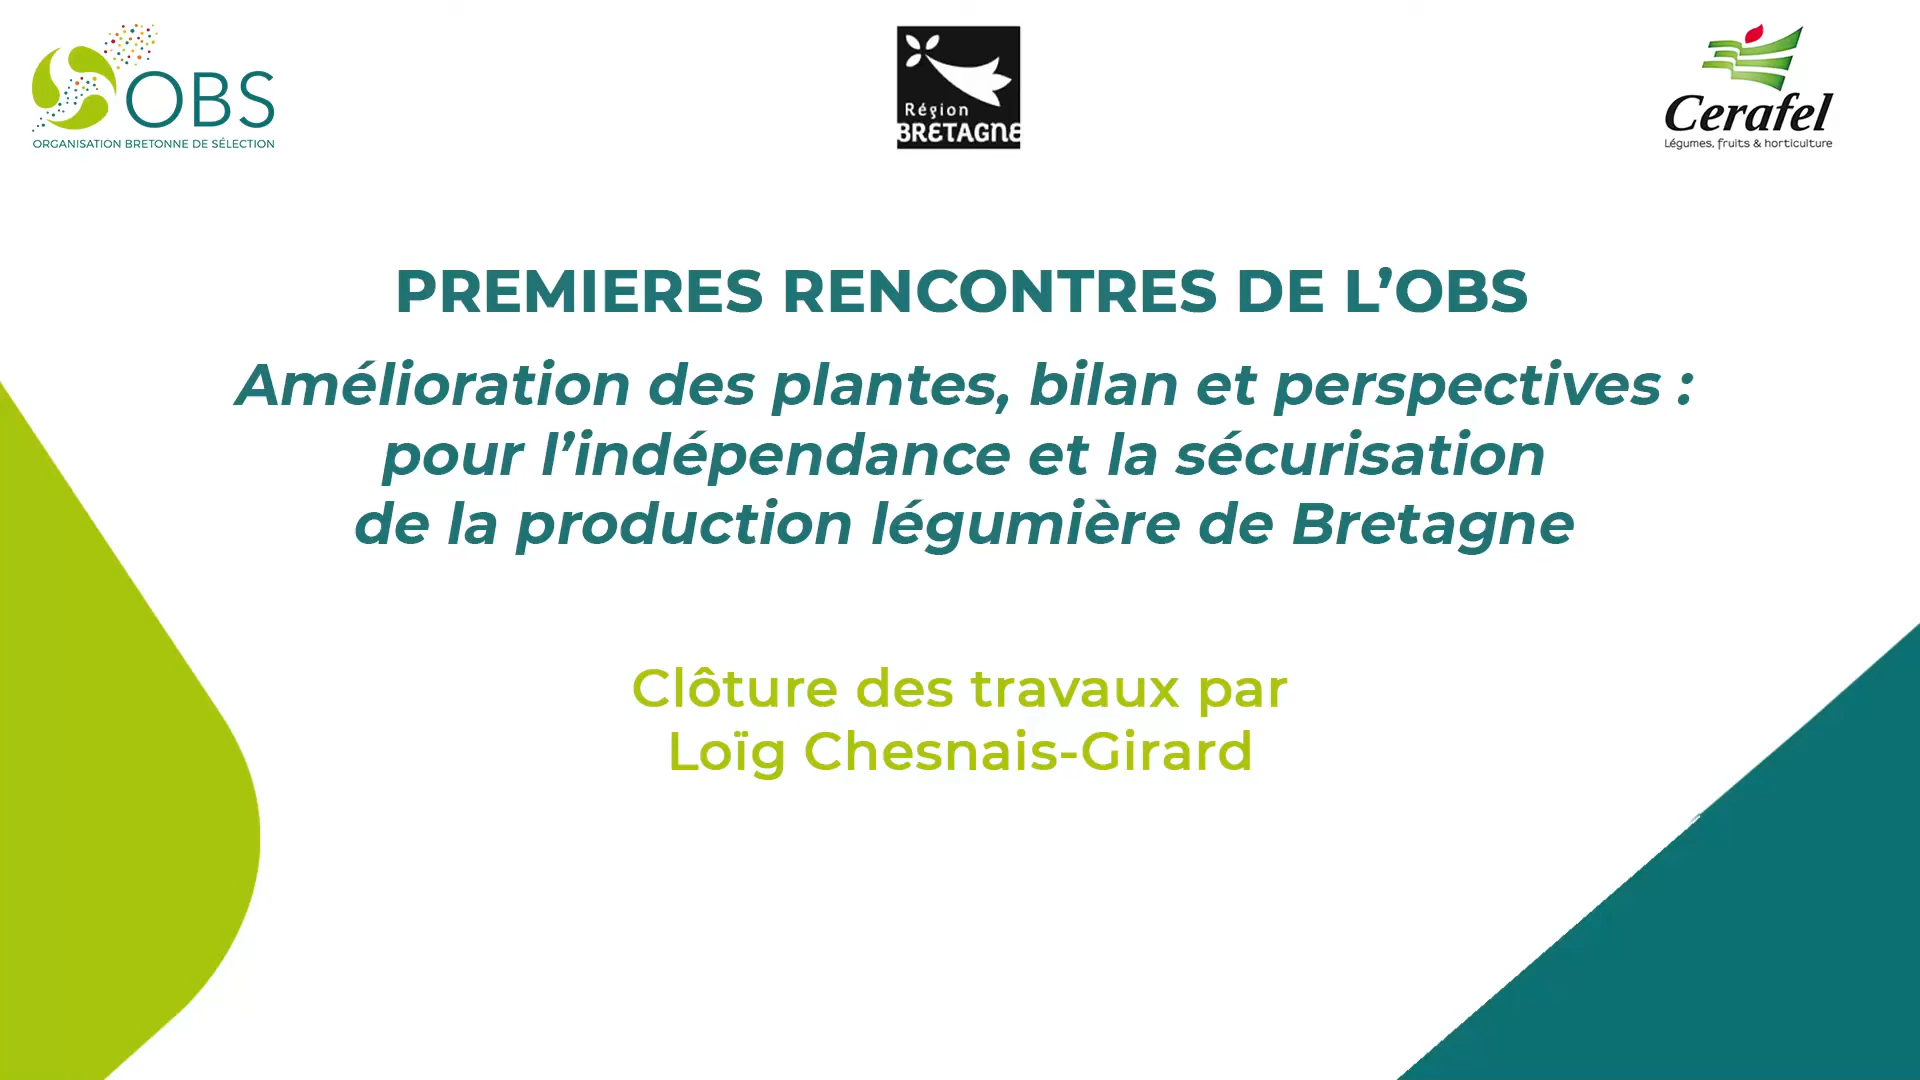 OBS
ORGANISATION BRETONNE DE SÉLECTION
Région
BRETAGNE
Cerafel
Légumes, fruits & horticulture
PREMIERES RENCONTRES DE L’OBS
Amélioration des plantes, bilan et perspectives :
pour l’indépendance et la sécurisation
de la production légumière de Bretagne
Clôture des travaux par
Loïg Chesnais-Girard